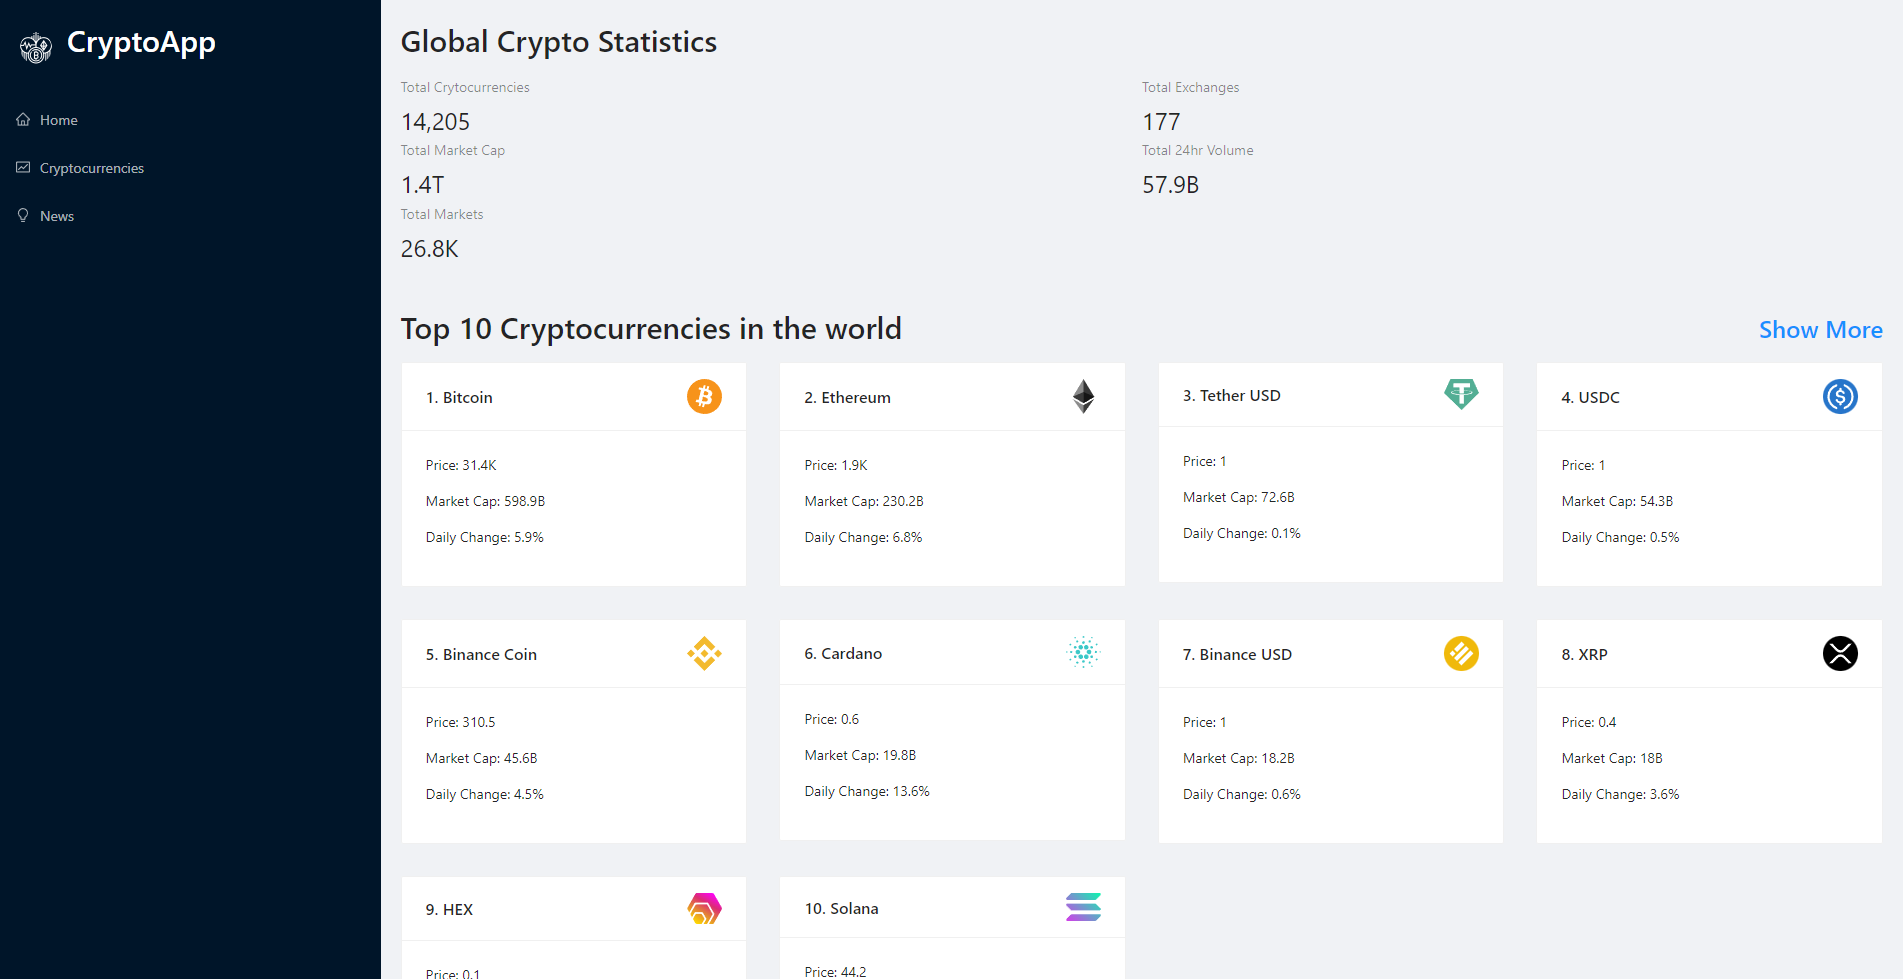 CryptoApp
Home
Cryptocurrencies
News
Global Crypto Statistics
Total Crytocurrencies
14,205
Total Exchanges
177
Total Market Cap
1.4T
Total 24hr Volume
57.9B
Total Markets
26.8K
Top 10 Cryptocurrencies in the world
Show More
1. Bitcoin
Price: 31.4K
Market Cap: 598.9B
Daily Change: 5.9%
2. Ethereum
Price: 1.9K
Market Cap: 230.2B
Daily Change: 6.8%
3. Tether USD
Price: 1
Market Cap: 72.6B
Daily Change: 0.1%
4. USDC
Price: 1
Market Cap: 54.3B
Daily Change: 0.5%
5. Binance Coin
Price: 310.5
Market Cap: 45.6B
Daily Change: 4.5%
6. Cardano
Price: 0.6
Market Cap: 19.8B
Daily Change: 13.6%
7. Binance USD
Price: 1
Market Cap: 18.2B
Daily Change: 0.6%
8. XRP
Price: 0.4
Market Cap: 18B
Daily Change: 3.6%
9. HEX
Price: 0.1
10. Solana
Price: 44.2